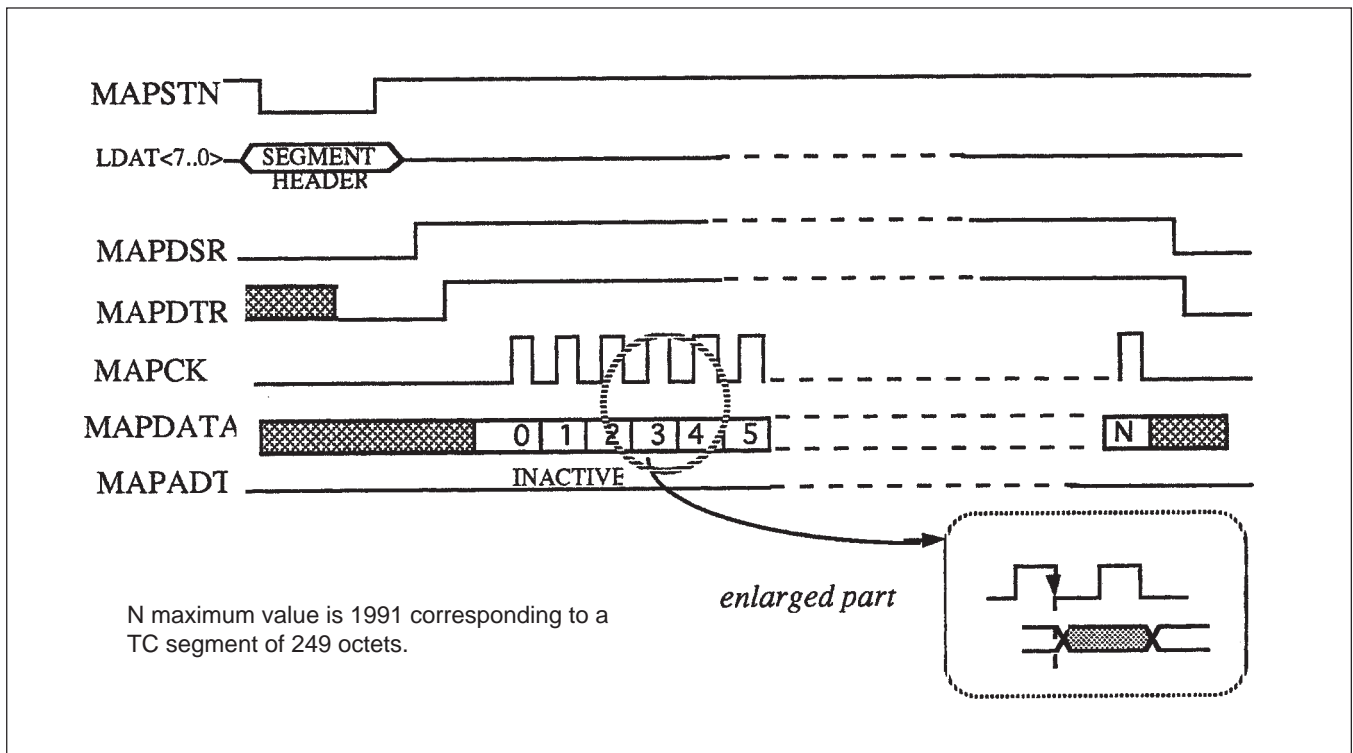 MAPSTN
LDAT<7..0>
SEGMENT
HEADER
MAPDSR
MAPDTR
MAPCK
MAPDATA
0 1 2 3 4 5
N
MAPADT
INACTIVE
enlarged part
N maximum value is 1991 corresponding to a
TC segment of 249 octets.